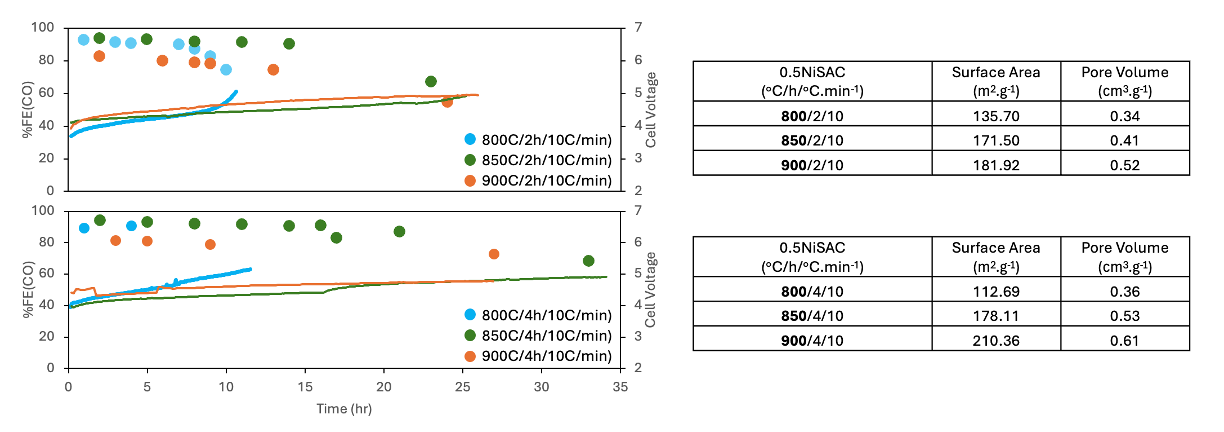 100
80
60
40
20
0
%FE(CO)
7
6
5
4
3
2
Cell Voltage
800C/2h/10C/min)
850C/2h/10C/min)
900C/2h/10C/min)
100
80
60
40
20
0
%FE(CO)
7
6
5
4
3
2
Cell Voltage
800C/4h/10C/min)
850C/4h/10C/min)
900C/4h/10C/min)
0 5 10 15 20 25 30 35
Time (hr)
0.5NiSAC Surface Area Pore Volume
(ºC/h/ºC.min⁻¹) (m².g⁻¹) (cm³.g⁻¹)
800/2/10 135.70 0.34
850/2/10 171.50 0.41
900/2/10 181.92 0.52
0.5NiSAC Surface Area Pore Volume
(ºC/h/ºC.min⁻¹) (m².g⁻¹) (cm³.g⁻¹)
800/4/10 112.69 0.36
850/4/10 178.11 0.53
900/4/10 210.36 0.61